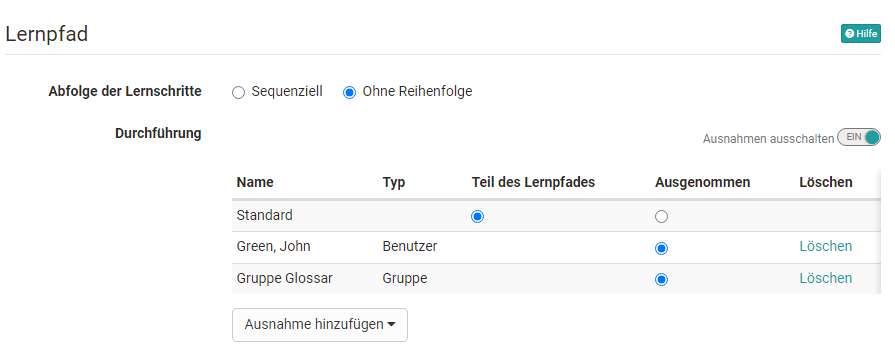 Lernpfad
Hilfe
Abfolge der Lernschritte Sequenziell Ohne Reihenfolge
Durchführung
Ausnahmen ausschalten EIN
Name Typ Teil des Lernpfades Ausgenommen Löschen
Standard
Green, John Benutzer Löschen
Gruppe Glossar Gruppe Löschen
Ausnahme hinzufügen